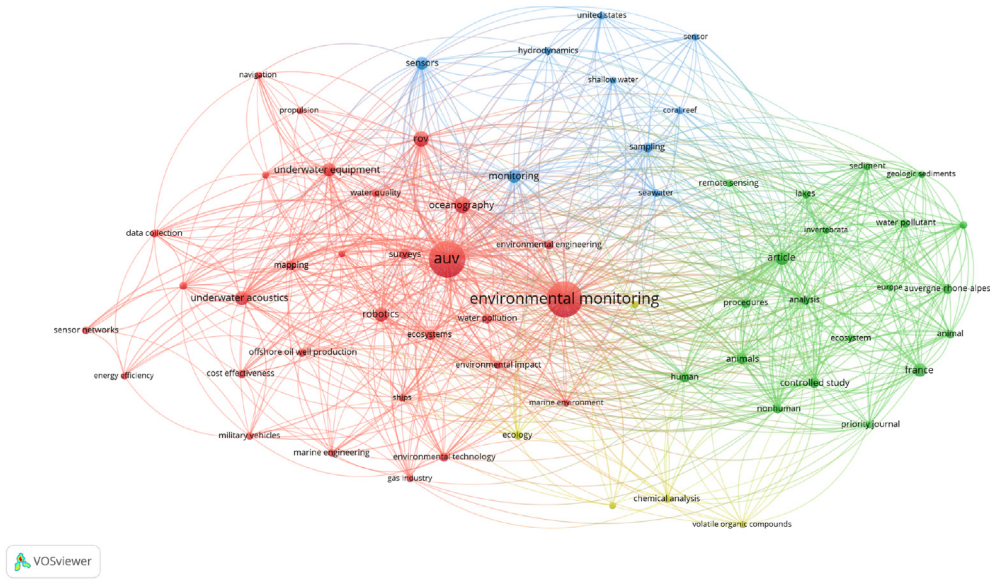 united states
sensor
hydrodynamics
sensors
navigation
shallow water
propulsion
coral reef
rov
sampling
sediment
underwater equipment
monitoring
geologic sediments
remote sensing
water quality
seawater
lakes
oceanography
water pollutant
data collection
invertebrata
environmental engineering
surveys
auv
article
mapping
europe
auvergne rhone-alpes
underwater acoustics
environmental monitoring
procedures
analysis
robotics
water pollution
sensor networks
ecosystems
animal
ecosystem
offshore oil well production
animals
environmental impact
france
cost effectiveness
energy efficiency
human
controlled study
ships
marine environment
nonhuman
priority journal
military vehicles
ecology
marine engineering
environmental technology
gas industry
chemical analysis
volatile organic compounds
VOSviewer